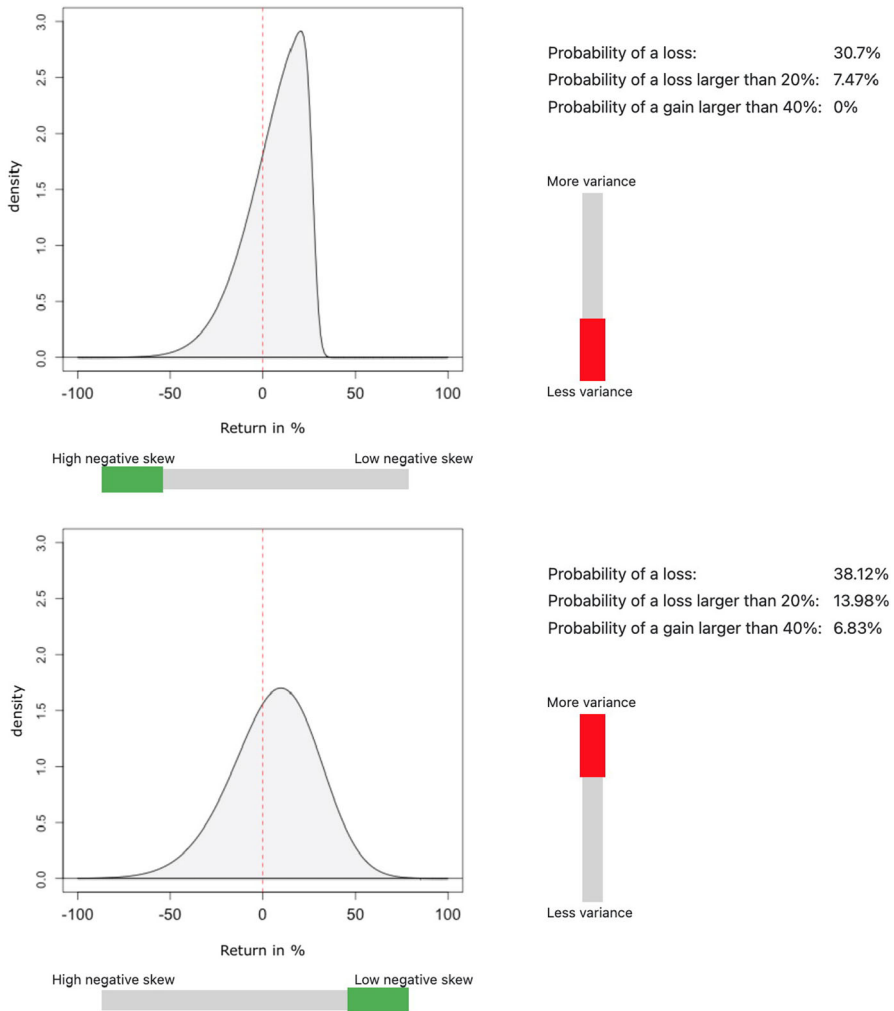 3.0
2.5
2.0
1.5
1.0
0.5
0.0
density
-100 -50 0 50 100
Return in %
High negative skew Low negative skew
Probability of a loss: 30.7%
Probability of a loss larger than 20%: 7.47%
Probability of a gain larger than 40%: 0%
More variance
Less variance
3.0
2.5
2.0
1.5
1.0
0.5
0.0
density
-100 -50 0 50 100
Return in %
High negative skew Low negative skew
Probability of a loss: 38.12%
Probability of a loss larger than 20%: 13.98%
Probability of a gain larger than 40%: 6.83%
More variance
Less variance